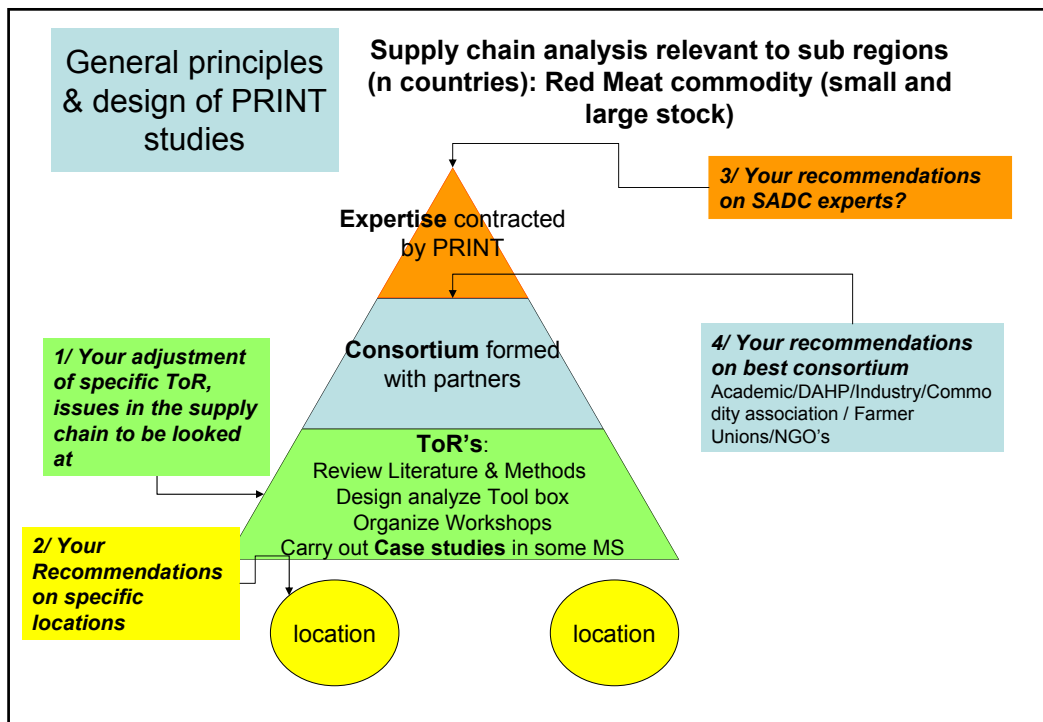 General principles
& design of PRINT
studies
Supply chain analysis relevant to sub regions
(n countries): Red Meat commodity (small and
large stock)
3/ Your recommendations
on SADC experts?
Expertise contracted
by PRINT
Consortium formed
with partners
4/ Your recommendations
on best consortium
Academic/DAHP/Industry/Commo
dity association / Farmer
Unions/NGO's
1/ Your adjustment
of specific ToR,
issues in the supply
chain to be looked
at
ToR's:
Review Literature & Methods
Design analyze Tool box
Organize Workshops
Carry out Case studies in some MS
2/ Your
Recommendations
on specific
locations
location
location